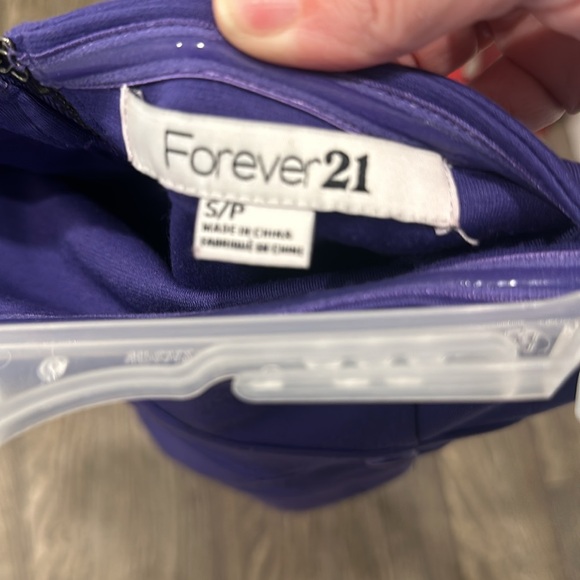 Forever21
S/P
MADE IN CHINA
FABRIQUÉ EN CHINE